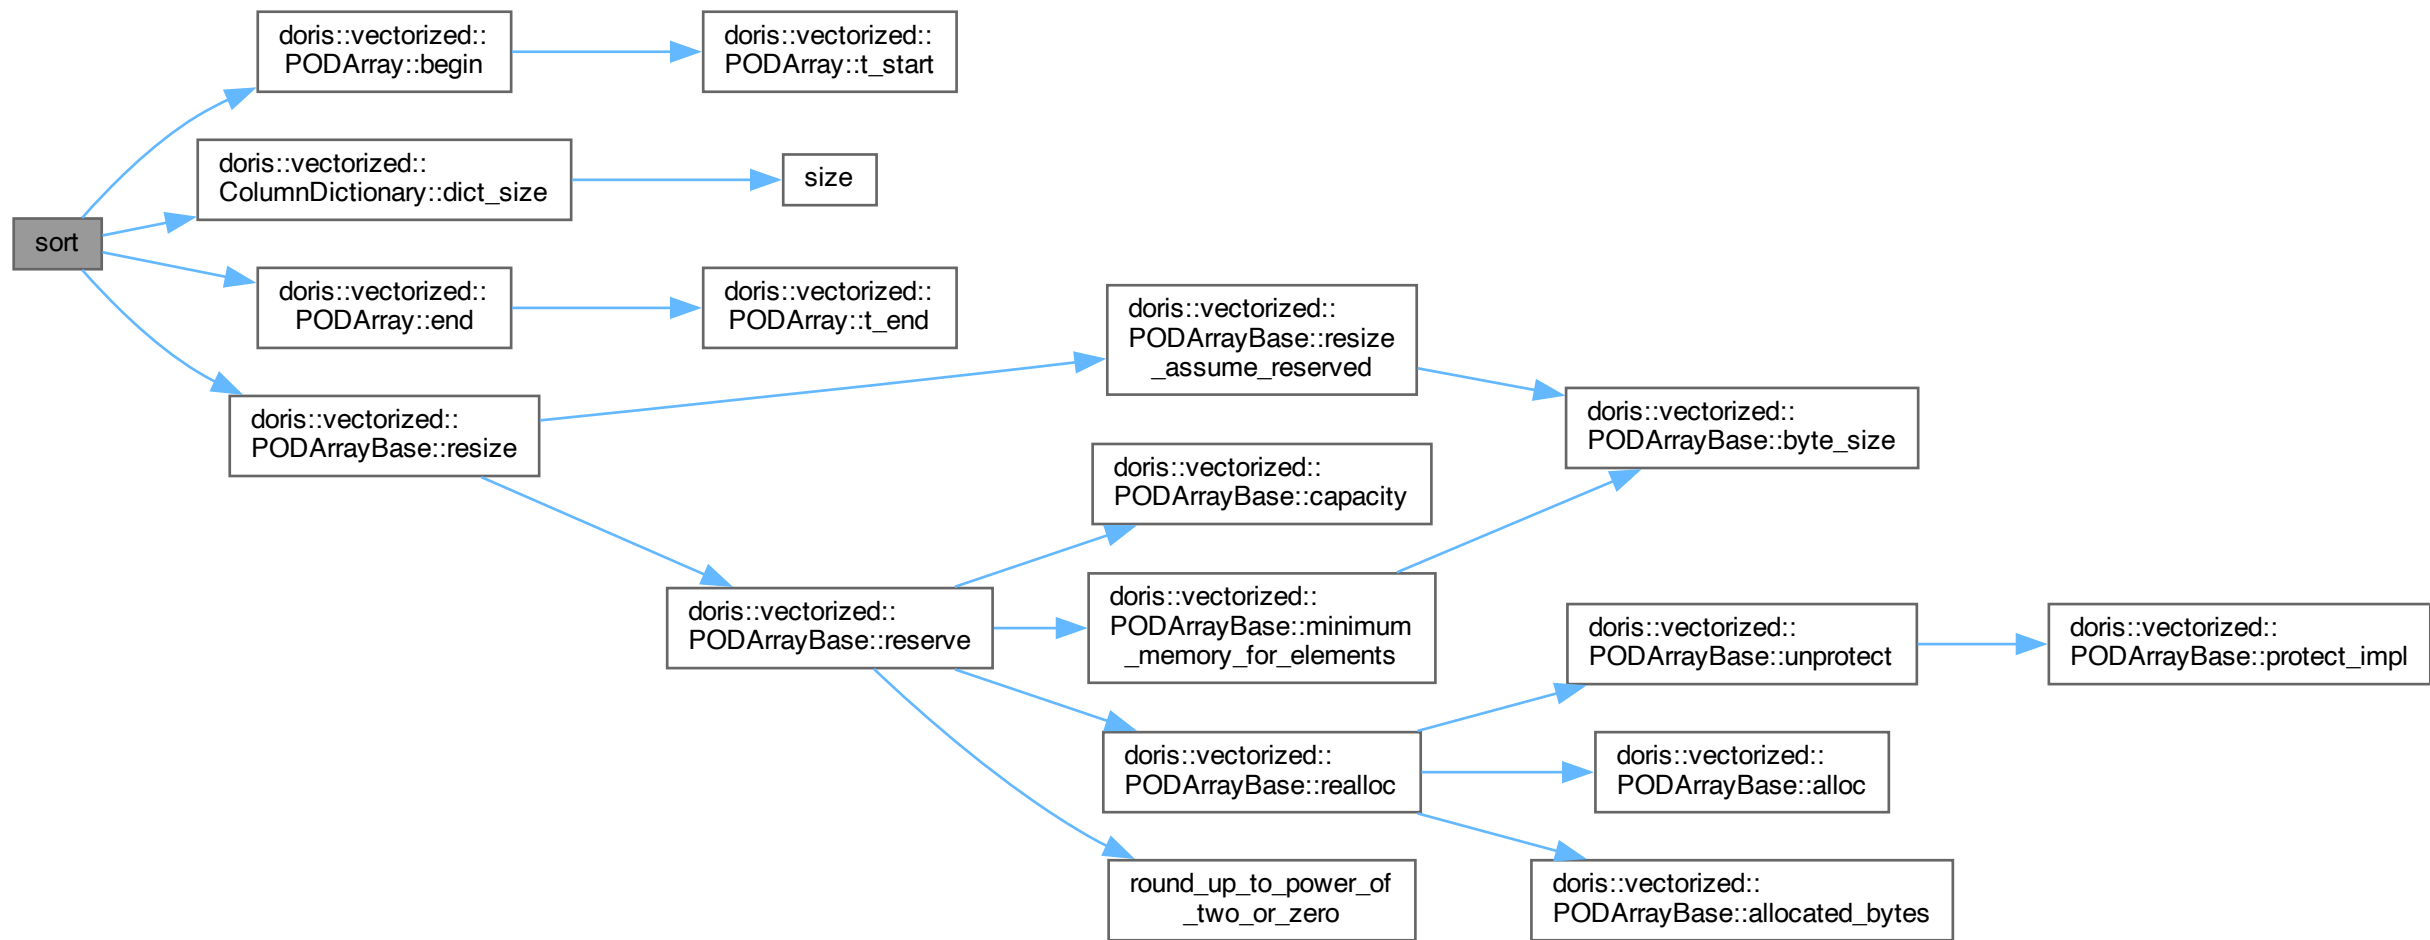 doris::vectorized::
PODArray::begin
doris::vectorized::
PODArray::t_start
doris::vectorized::
ColumnDictionary::dict_size
size
sort
doris::vectorized::
PODArray::end
doris::vectorized::
PODArray::t_end
doris::vectorized::
PODArrayBase::resize
_assume_reserved
doris::vectorized::
PODArrayBase::resize
doris::vectorized::
PODArrayBase::byte_size
doris::vectorized::
PODArrayBase::capacity
doris::vectorized::
PODArrayBase::reserve
doris::vectorized::
PODArrayBase::minimum
_memory_for_elements
doris::vectorized::
PODArrayBase::unprotect
doris::vectorized::
PODArrayBase::protect_impl
doris::vectorized::
PODArrayBase::realloc
doris::vectorized::
PODArrayBase::alloc
round_up_to_power_of
_two_or_zero
doris::vectorized::
PODArrayBase::allocated_bytes